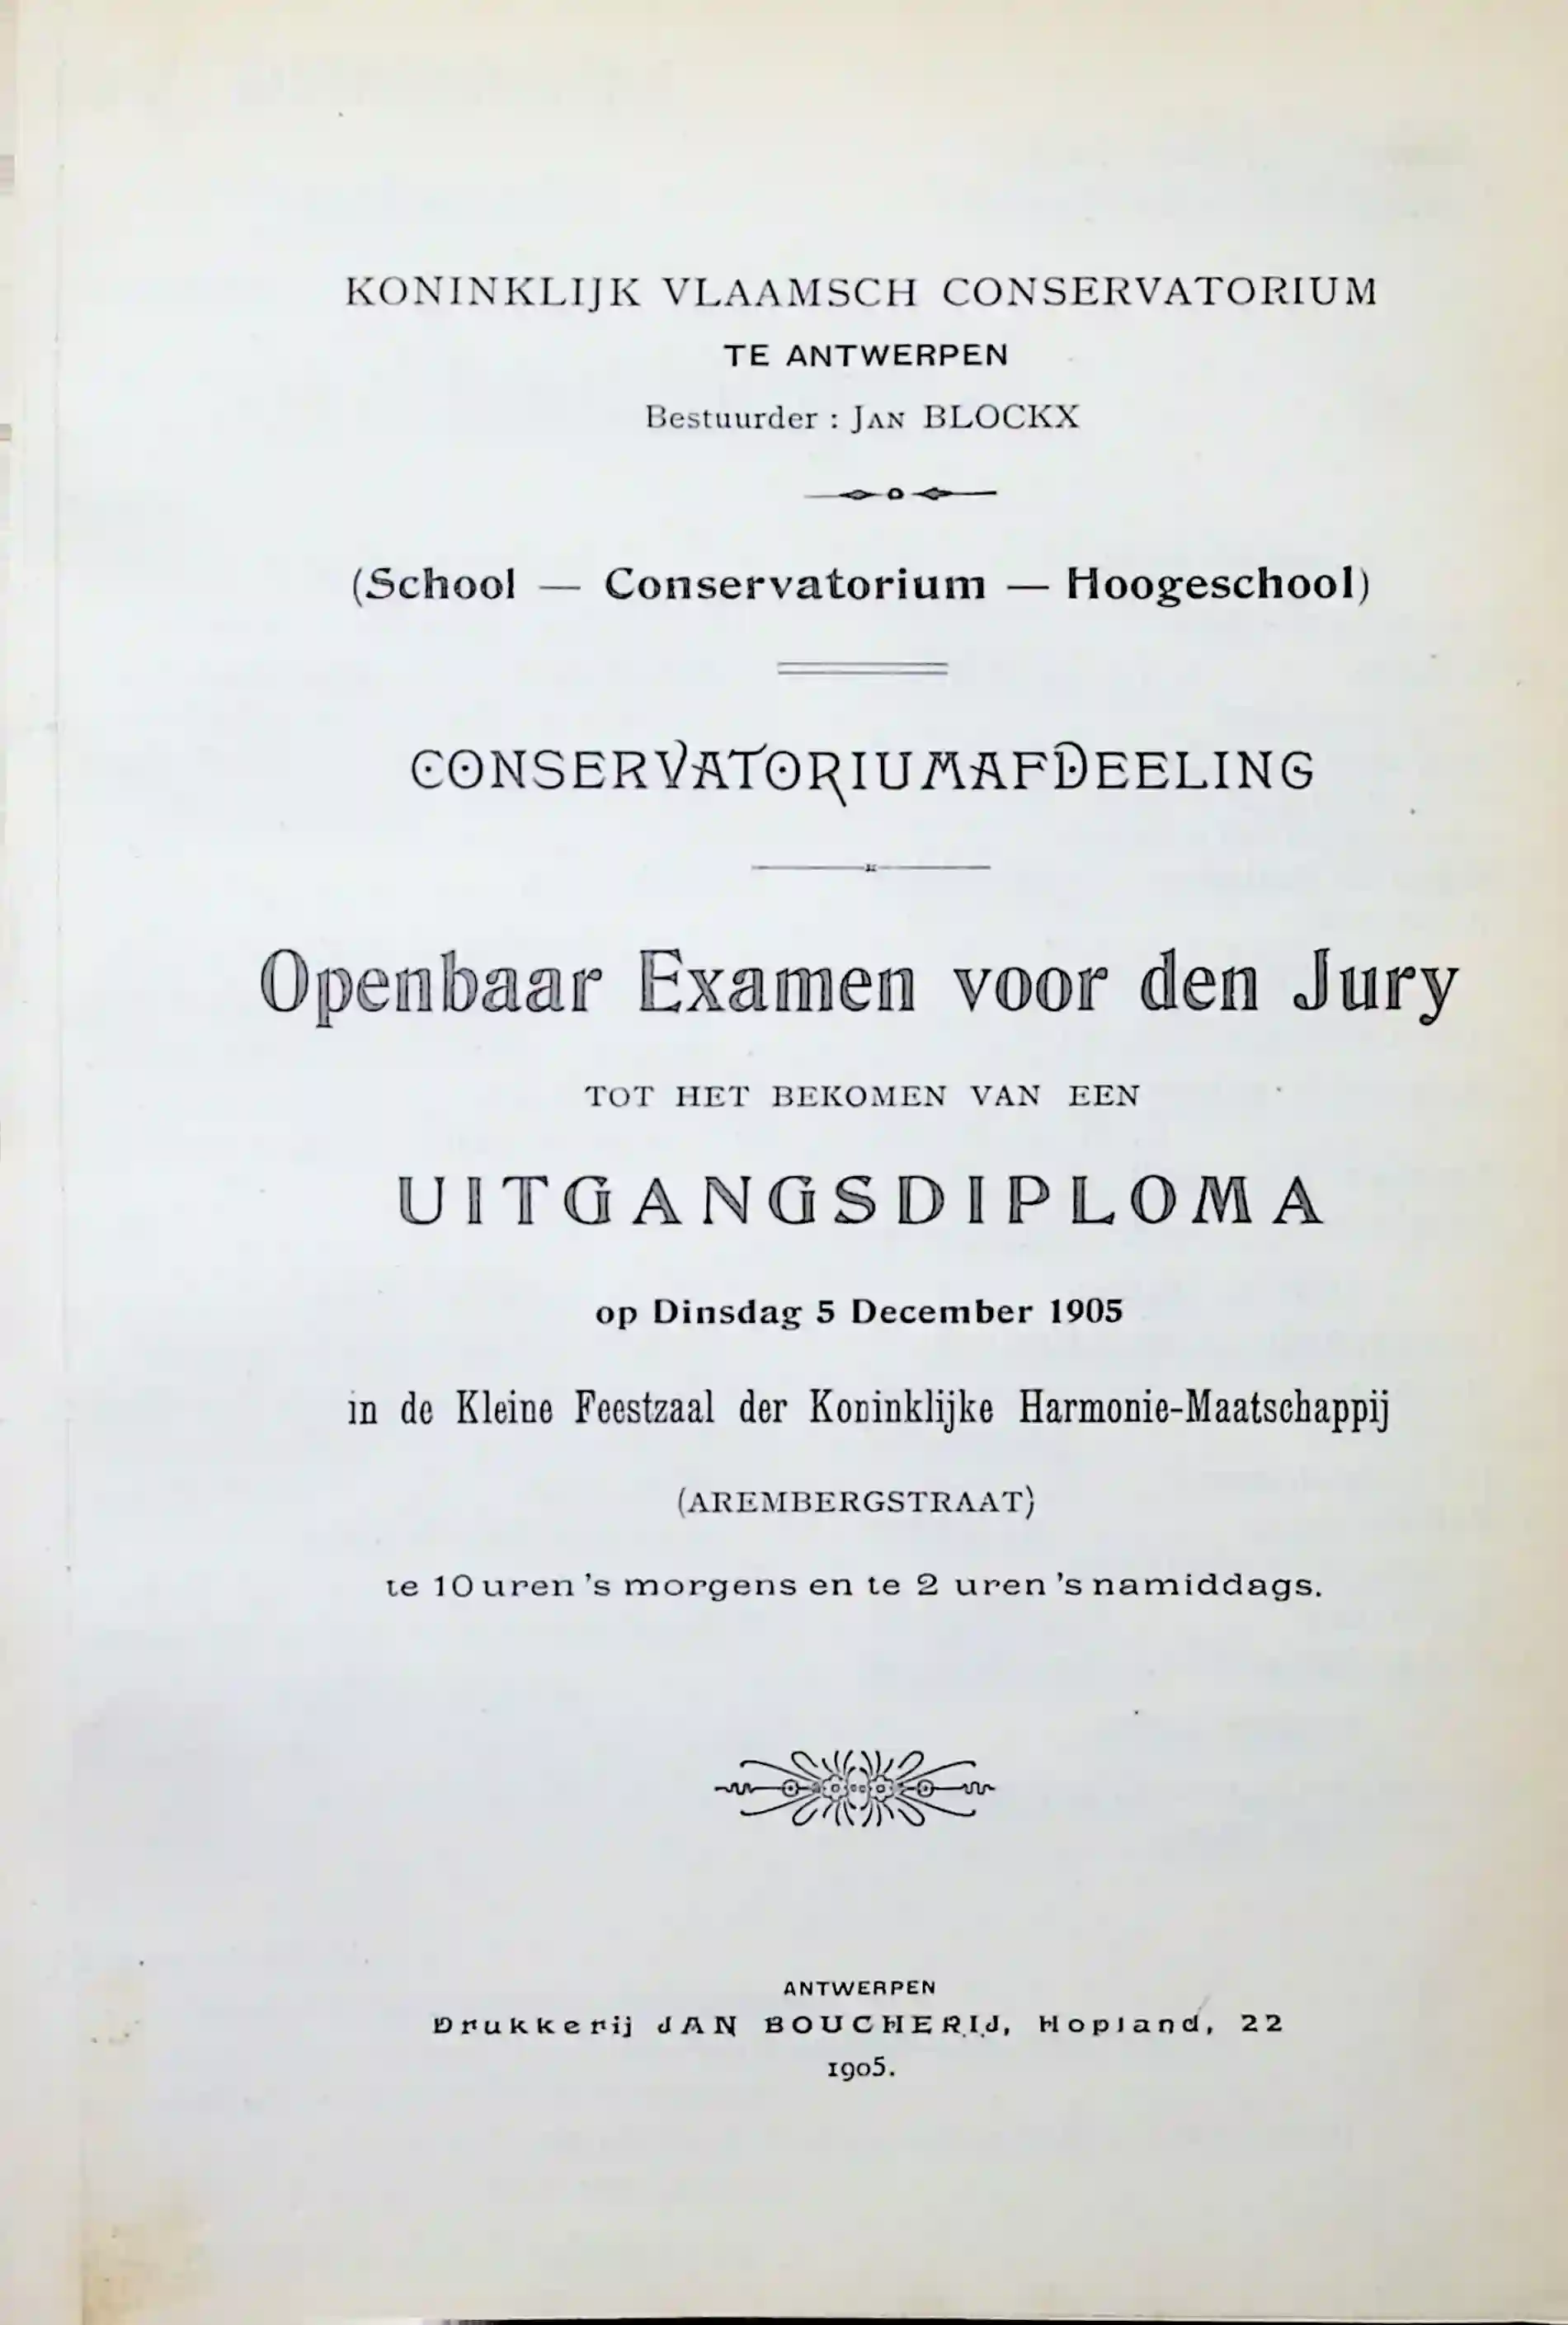 KONINKLIJK VLAAMSCH CONSERVATORIUM
TE ANTWERPEN
Bestuurder : JAN BLOCKX
(School — Conservatorium — Hoogeschool)
CONSERVATORIUMAFDEELING
Openbaar Examen voor den Jury
TOT HET BEKOMEN VAN EEN
UITGANGSDIPLOMA
op Dinsdag 5 December 1905
in de Kleine Feestzaal der Koninklijke Harmonie-Maatschappij
(AREMBERGSTRAAT)
te 10 uren 's morgens en te 2 uren 's namiddags.
ANTWERPEN
Drukkerij JAN BOUCHERIJ, Hopland, 22
1905.